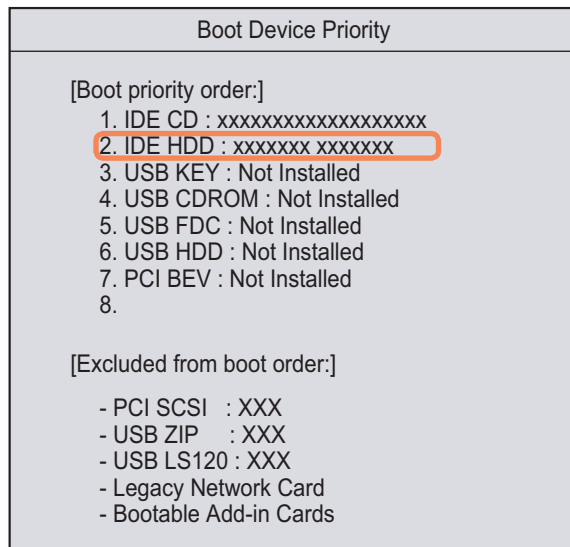 Boot Device Priority
[Boot priority order:]
1. IDE CD : xxxxxxxxxxxxxxxxxxx
2. IDE HDD : xxxxxxx xxxxxxx
3. USB KEY : Not Installed
4. USB CDROM : Not Installed
5. USB FDC : Not Installed
6. USB HDD : Not Installed
7. PCI BEV : Not Installed
8.
[Excluded from boot order:]
- PCI SCSI : XXX
- USB ZIP : XXX
- USB LS120 : XXX
- Legacy Network Card
- Bootable Add-in Cards